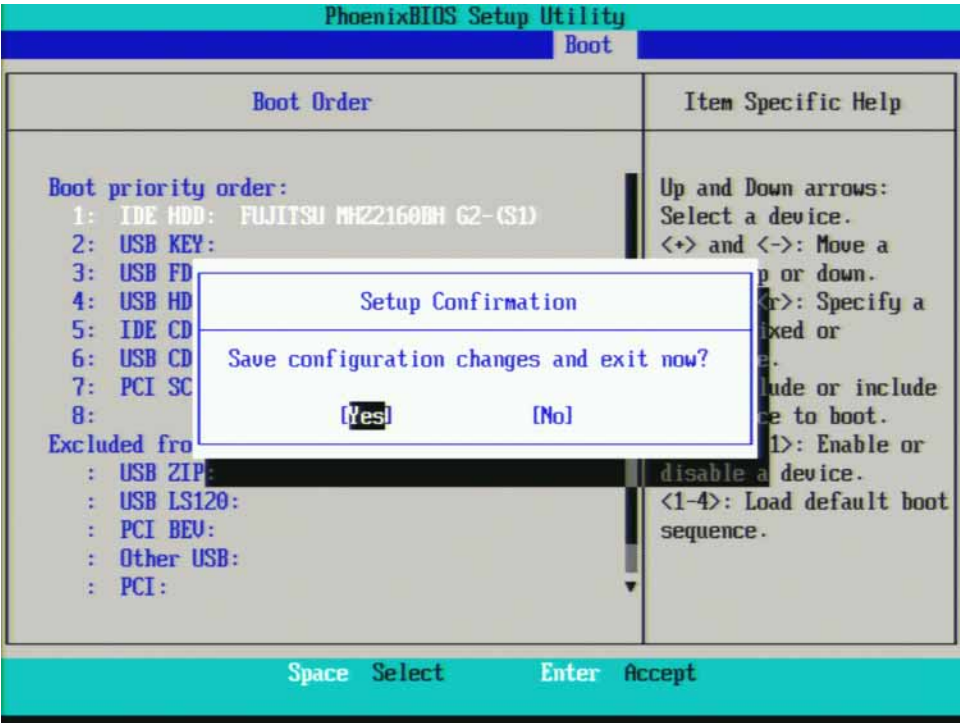 PhoenixBIOS Setup Utility
Boot
Boot Order
Item Specific Help
Boot priority order:
1: IDE HDD: FUJITSU MHZ2160BH G2-(S1)
2: USB KEY:
3: USB FD
4: USB HD
5: IDE CD
6: USB CD
7: PCI SC
8:
Excluded fro
: USB ZIP:
: USB LS120:
: PCI BEV:
: Other USB:
: PCI:
Setup Confirmation
Save configuration changes and exit now?
[Yes] [No]
Up and Down arrows:
Select a device.
<+> and <->: Move a
p or down.
r>: Specify a
ixed or
e.
lude or include
e to boot.
1>: Enable or
disable a device.
<1-4>: Load default boot
sequence.
Space Select Enter Accept